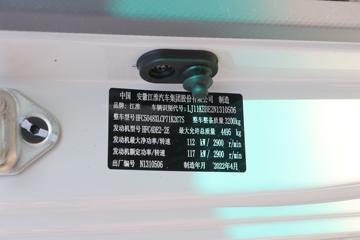 中国 安徽江淮汽车集团股份有限公司 制造
品牌: 江淮 车辆识别代号:
整车型号 HFC5048XLCP71K2C7S 整车整备质量 3200kg
发动机型号 HFC4DE2-2E 最大允许总质量 4495 kg
发动机最大净功率/转速 112 kW/ 2900 r/min
发动机额定功率/转速 117 kW/ 2900 r/min
出厂编号 N1310506 制造年月 2022年4月